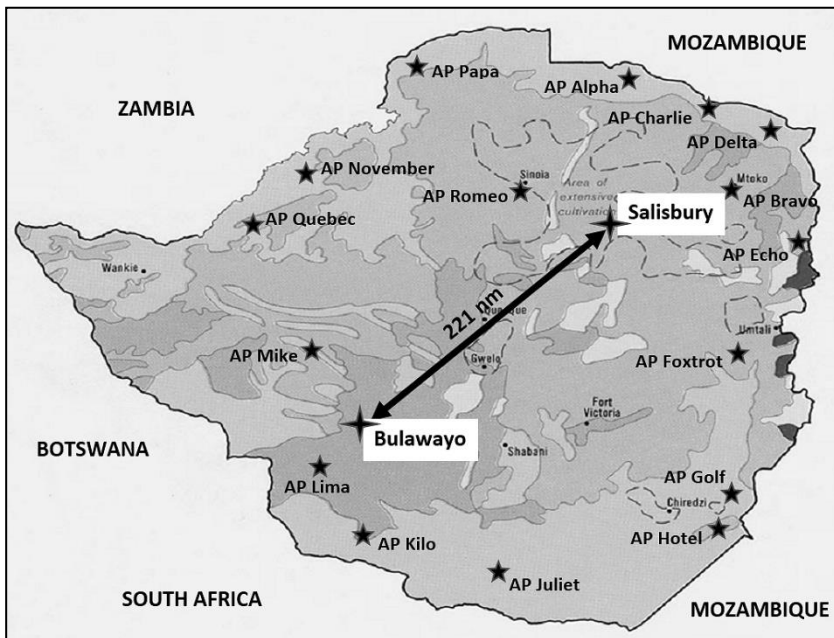 MOZAMBIQUE
AP Papa
AP Alpha
ZAMBIA
AP Charlie
AP Delta
AP November
Sinoia
Mtoko
AP Romeo
Area of
extensive
cultivation
AP Bravo
AP Quebec
Salisbury
AP Echo
Wankie
221 nm
Que Que
Umtali
AP Mike
Gwelo
AP Foxtrot
Fort
Victoria
BOTSWANA
Bulawayo
Shabani
AP Lima
AP Golf
Chiredzi
AP Kilo
AP Hotel
AP Juliet
SOUTH AFRICA
MOZAMBIQUE